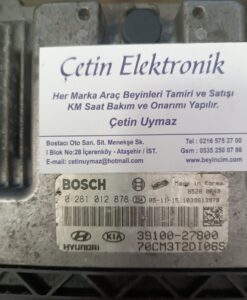 Çetin Elektronik
Her Marka Araç Beyinleri Tamiri ve Satışı
KM Saat Bakım ve Onarımı Yapılır.
Çetin Uymaz
Bostacı Oto San. Sit. Menekşe Sk.
I Blok No:28 İçerenköy - Ataşehir / İST.
E-mail : cetinuymaz@hotmail.com
Tel : 0216 575 27 00
Gsm : 0535 250 07 86
www.beyincim.com
BOSCH
Made in Korea
0 281 012 878
05-11-15
HYUNDAI
KIA
39100-27800
70CM3T2DI06S